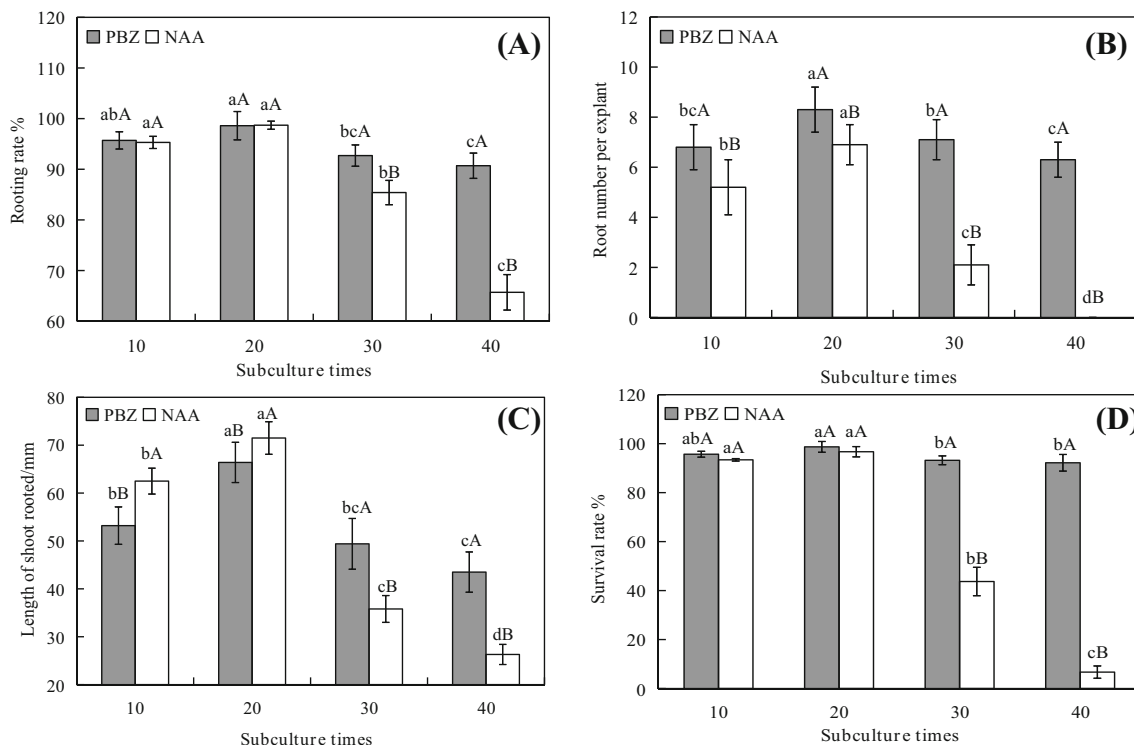 (A)
PBZ NAA
Rooting rate %
120
110
100
90
80
70
60
abA aA aA aA bcA bB cA cB
10 20 30 40
Subculture times
(B)
PBZ NAA
Root number per explant
12
10
8
6
4
2
0
bcA bB aA aB bA cB cA dB
10 20 30 40
Subculture times
(C)
PBZ NAA
Length of shoot rooted/mm
80
70
60
50
40
30
20
bB bA aB aA bcA cB cA dB
10 20 30 40
Subculture times
(D)
PBZ NAA
Survival rate %
120
100
80
60
40
20
0
abA aA aA aA bA bB bA cB
10 20 30 40
Subculture times